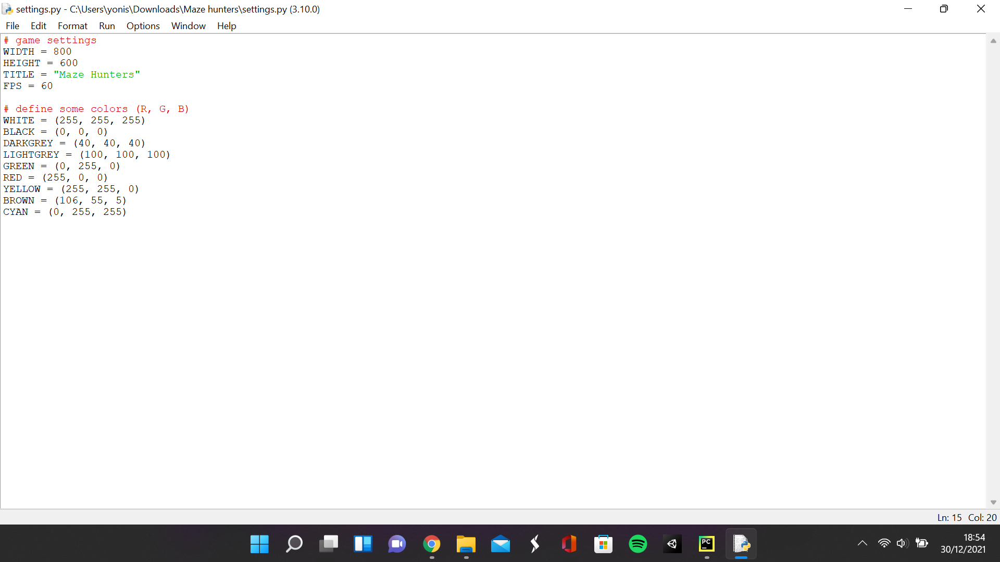 settings.py - C:\Users\yonis\Downloads\Maze hunters\settings.py (3.10.0)
File Edit Format Run Options Window Help
# game settings
WIDTH = 800
HEIGHT = 600
TITLE = "Maze Hunters"
FPS = 60
# define some colors (R, G, B)
WHITE = (255, 255, 255)
BLACK = (0, 0, 0)
DARKGREY = (40, 40, 40)
LIGHTGREY = (100, 100, 100)
GREEN = (0, 255, 0)
RED = (255, 0, 0)
YELLOW = (255, 255, 0)
BROWN = (106, 55, 5)
CYAN = (0, 255, 255)
Ln: 15 Col: 20
PC
18:54
30/12/2021